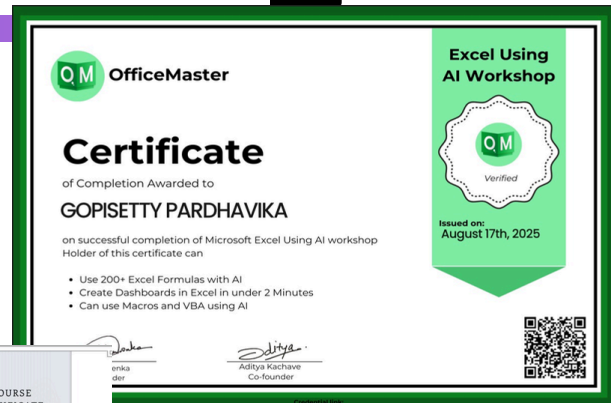 OfficeMaster
Certificate
of Completion Awarded to
GOPISETTY PARDHAVIKA
on successful completion of Microsoft Excel Using AI workshop
Holder of this certificate can
• Use 200+ Excel Formulas with AI
• Create Dashboards in Excel in under 2 Minutes
• Can use Macros and VBA using AI
Aditya Kachave
Co-founder
Excel Using
AI Workshop
OM
Verified
Issued on:
August 17th, 2025
Credential link: